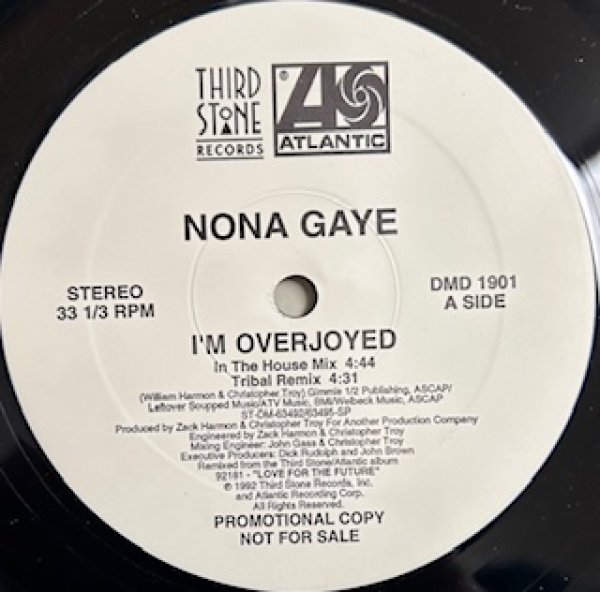 THIRD
STONE
RECORDS
®
ATLANTIC
NONA GAYE
STEREO
33 1/3 RPM
DMD 1901
A SIDE
I'M OVERJOYED
In The House Mix 4:44
Tribal Remix 4:31
(William Harmon & Christopher Troy) Gimmie 1/2 Publishing, ASCAP/
Leftover Soupped Music/ATV Music, BMI/Welbeck Music, ASCAP
ST-DM-63492/63495-SP
Produced by Zack Harmon & Christopher Troy For Another Production Company
Engineered by Zack Harmon & Christopher Troy
Mixing Engineer: John Gass & Christopher Troy
Executive Producers: Dick Rudolph and John Brown
Remixed from the Third Stone/Atlantic album
92181 - "LOVE FOR THE FUTURE"
℗ 1992 Third Stone Records, Inc.
and Atlantic Recording Corp.
All Rights Reserved.
PROMOTIONAL COPY
NOT FOR SALE